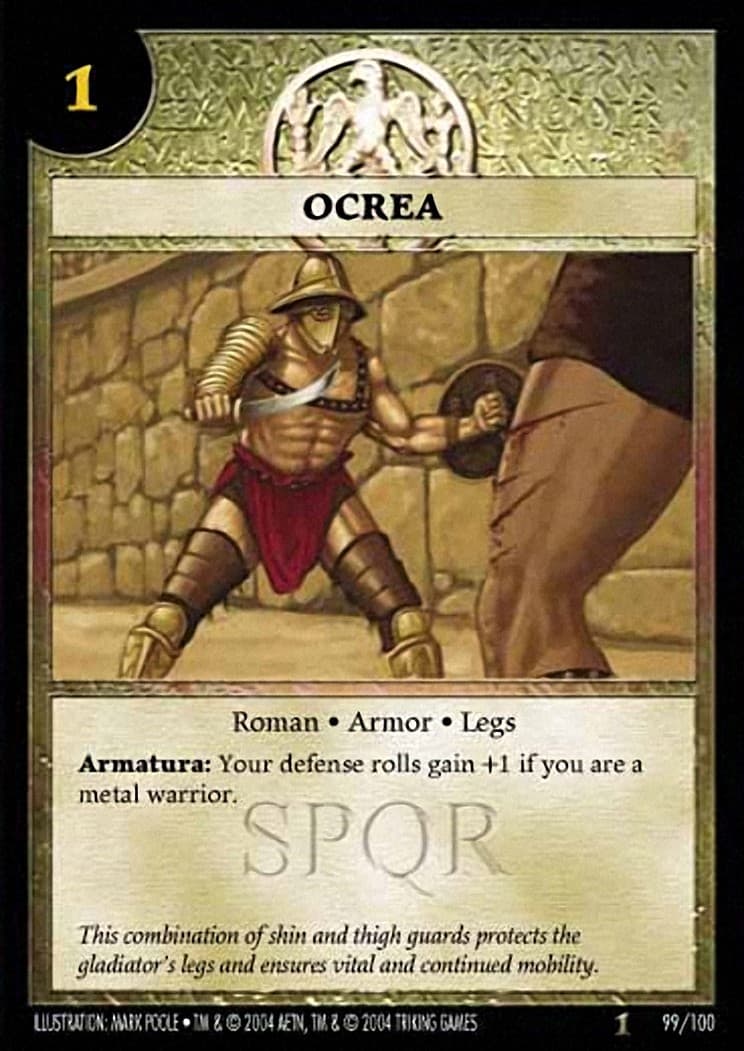 1
OCREA
Roman • Armor • Legs
Armatura: Your defense rolls gain +1 if you are a
metal warrior.
SPQR
This combination of skin and thigh guards protects the
gladiator's legs and ensures vital and continued mobility.
ILLUSTRATION: MARK POOLE • TM & © 2004 AETN, TM & © 2004 TRIKING GAMES 1 99/100